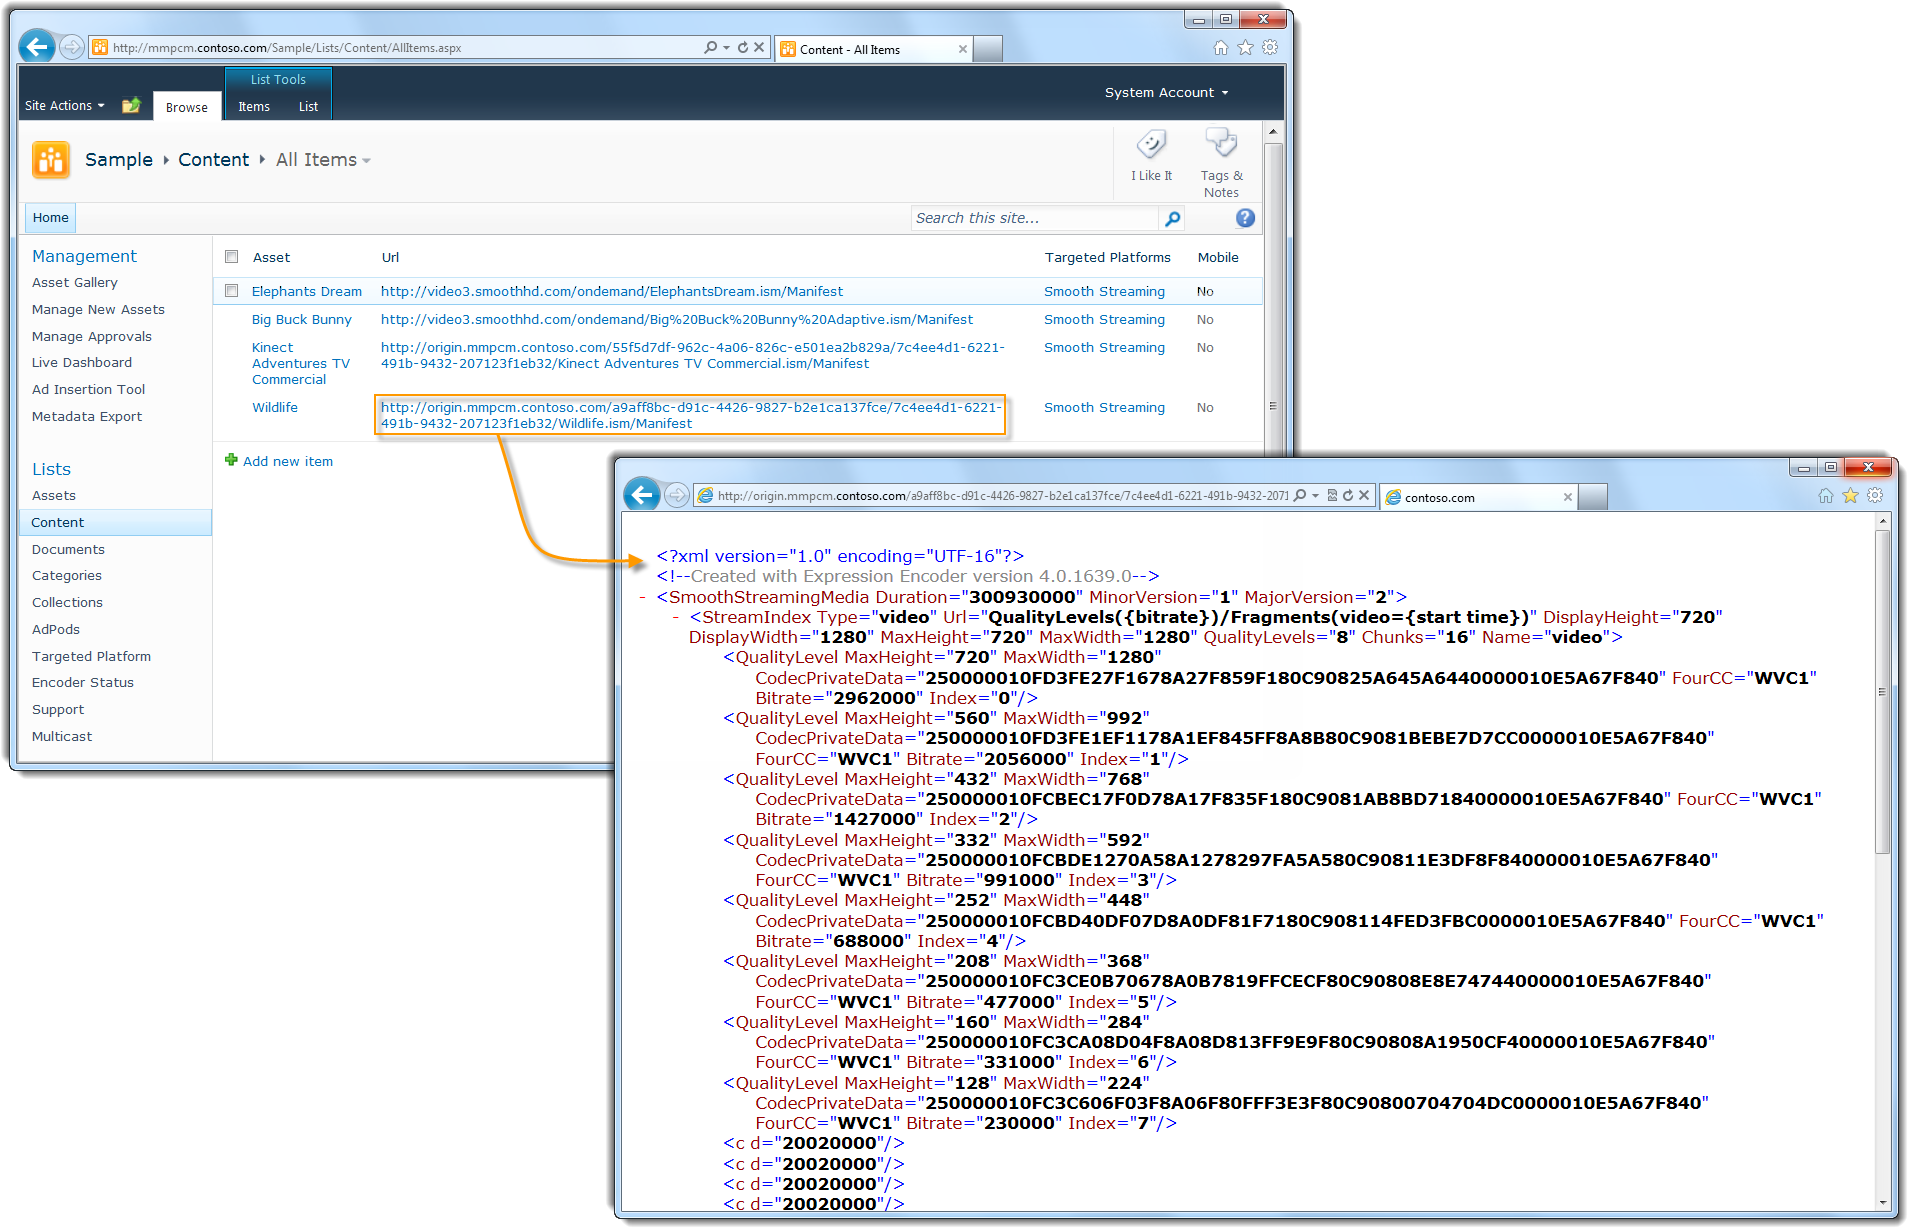 http://mmpcm.contoso.com/Sample/Lists/Content/AllItems.aspx
Content - All Items
List Tools
Site Actions
Browse
Items
List
System Account
Sample
Content
All Items
I Like It
Tags &
Notes
Home
Search this site...
Management
Asset Gallery
Manage New Assets
Manage Approvals
Live Dashboard
Ad Insertion Tool
Metadata Export
Lists
Assets
Content
Documents
Categories
Collections
AdPods
Targeted Platform
Encoder Status
Support
Multicast
Asset Url Targeted Platforms Mobile
Elephants Dream http://video3.smoothhd.com/ondemand/ElephantsDream.ism/Manifest Smooth Streaming No
Big Buck Bunny http://video3.smoothhd.com/ondemand/Big%20Buck%20Bunny%20Adaptive.ism/Manifest Smooth Streaming No
Kinect http://origin.mmpcm.contoso.com/55f5d7df-962c-4a06-826c-e501ea2b829a/7c4ee4d1-6221- Smooth Streaming No
Adventures TV 491b-9432-207123f1eb32/Kinect Adventures TV Commercial.ism/Manifest
Commercial
Wildlife http://origin.mmpcm.contoso.com/a9aff8bc-d91c-4426-9827-b2e1ca137fce/7c4ee4d1-6221- Smooth Streaming No
491b-9432-207123f1eb32/Wildlife.ism/Manifest
Add new item
http://origin.mmpcm.contoso.com/a9aff8bc-d91c-4426-9827-b2e1ca137fce/7c4ee4d1-6221-491b-9432-2071
contoso.com
<?xml version="1.0" encoding="UTF-16"?>
<!--Created with Expression Encoder version 4.0.1639.0-->
- <SmoothStreamingMedia Duration="300930000" MinorVersion="1" MajorVersion="2">
- <StreamIndex Type="video" Url="QualityLevels({bitrate})/Fragments(video={start time})" DisplayHeight="720"
DisplayWidth="1280" MaxHeight="720" MaxWidth="1280" QualityLevels="8" Chunks="16" Name="video">
<QualityLevel MaxHeight="720" MaxWidth="1280"
CodecPrivateData="250000010FD3FE27F1678A27F859F180C90825A645A6440000010E5A67F840" FourCC="WVC1"
Bitrate="2962000" Index="0"/>
<QualityLevel MaxHeight="560" MaxWidth="992"
CodecPrivateData="250000010FD3FE1EF1178A1EF845FF8A8B80C9081BEBE7D7CC0000010E5A67F840"
FourCC="WVC1" Bitrate="2056000" Index="1"/>
<QualityLevel MaxHeight="432" MaxWidth="768"
CodecPrivateData="250000010FCBEC17F0D78A17F835F180C9081AB8BD71840000010E5A67F840" FourCC="WVC1"
Bitrate="1427000" Index="2"/>
<QualityLevel MaxHeight="332" MaxWidth="592"
CodecPrivateData="250000010FCBDE1270A58A1278297FA5A580C90811E3DF8F840000010E5A67F840"
FourCC="WVC1" Bitrate="991000" Index="3"/>
<QualityLevel MaxHeight="252" MaxWidth="448"
CodecPrivateData="250000010FCBD40DF07D8A0DF81F7180C908114FED3FBC0000010E5A67F840" FourCC="WVC1"
Bitrate="688000" Index="4"/>
<QualityLevel MaxHeight="208" MaxWidth="368"
CodecPrivateData="250000010FC3CE0B70678A0B7819FFCECF80C90808E8E747440000010E5A67F840"
FourCC="WVC1" Bitrate="477000" Index="5"/>
<QualityLevel MaxHeight="160" MaxWidth="284"
CodecPrivateData="250000010FC3CA08D04F8A08D813FF9E9F80C90808A1950CF40000010E5A67F840"
FourCC="WVC1" Bitrate="331000" Index="6"/>
<QualityLevel MaxHeight="128" MaxWidth="224"
CodecPrivateData="250000010FC3C606F03F8A06F80FFF3E3F80C90800704704DC0000010E5A67F840"
FourCC="WVC1" Bitrate="230000" Index="7"/>
<c d="20020000"/>
<c d="20020000"/>
<c d="20020000"/>
<c d="20020000"/>